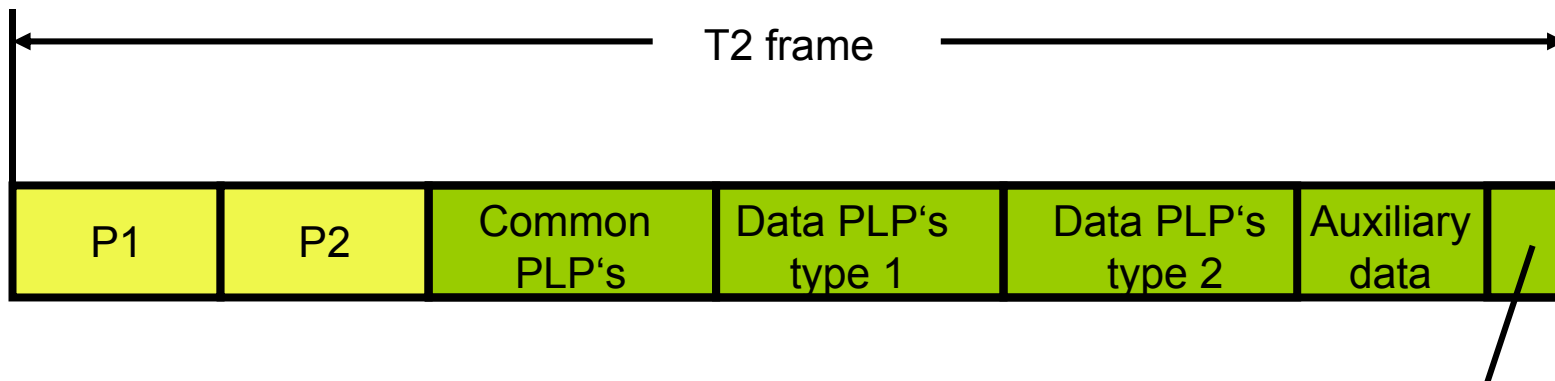 T2 frame
P1
P2
Common
PLP‘s
Data PLP‘s
type 1
Data PLP‘s
type 2
Auxiliary
data